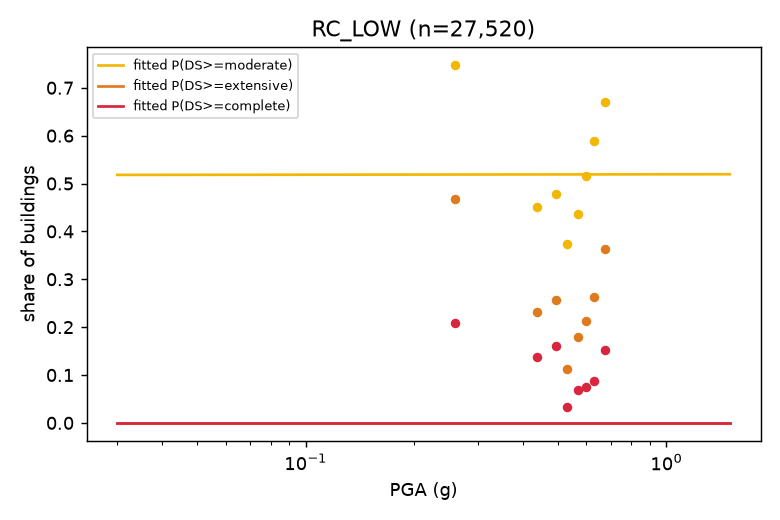 RC_LOW (n=27,520)
fitted P(DS>=moderate)
fitted P(DS>=extensive)
fitted P(DS>=complete)
share of buildings
0.7
0.6
0.5
0.4
0.3
0.2
0.1
0.0
10⁻¹
10⁰
PGA (g)